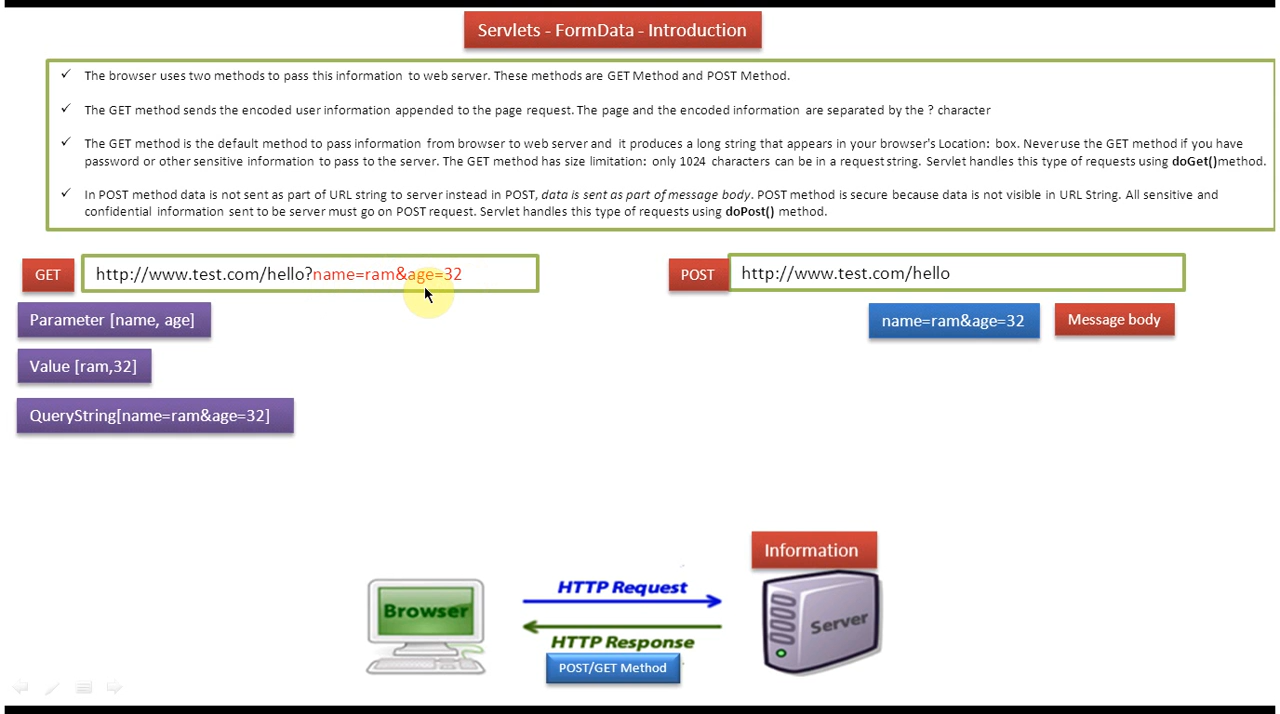 Servlets - FormData - Introduction
✓ The browser uses two methods to pass this information to web server. These methods are GET Method and POST Method.
✓ The GET method sends the encoded user information appended to the page request. The page and the encoded information are separated by the ? character
✓ The GET method is the default method to pass information from browser to web server and it produces a long string that appears in your browser's Location: box. Never use the GET method if you have
password or other sensitive information to pass to the server. The GET method has size limitation: only 1024 characters can be in a request string. Servlet handles this type of requests using doGet()method.
✓ In POST method data is not sent as part of URL string to server instead in POST, data is sent as part of message body. POST method is secure because data is not visible in URL String. All sensitive and
confidential information sent to be server must go on POST request. Servlet handles this type of requests using doPost() method.
GET
http://www.test.com/hello?name=ram&age=32
POST
http://www.test.com/hello
Parameter [name, age]
name=ram&age=32
Message body
Value [ram,32]
QueryString[name=ram&age=32]
Information
HTTP Request
Browser
Server
HTTP Response
POST/GET Method